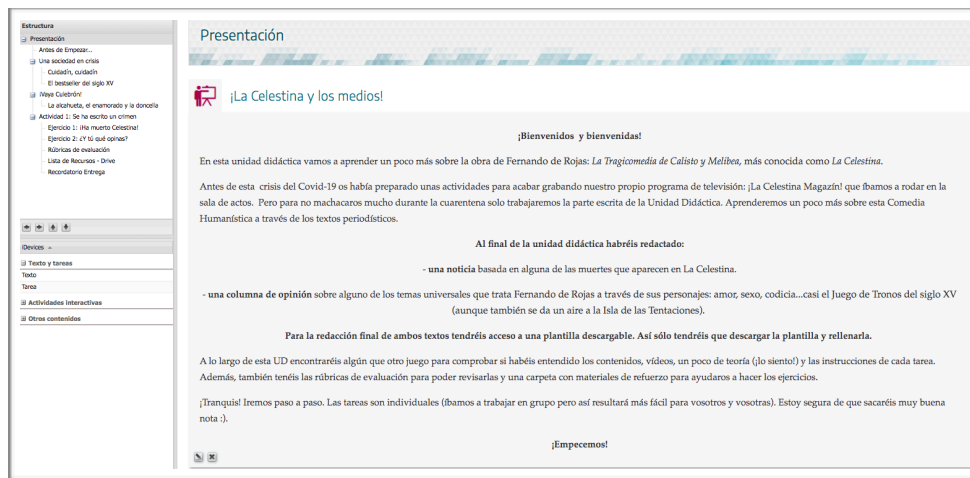 Estructura
Presentación
Antes de Empezar...
Una sociedad en crisis
Cuidadín, cuidadín
El bestseller del siglo XV
¡Vaya Culebrón!
La alcahueta, el enamorado y la doncella
Actividad 1: Se ha escrito un crimen
Ejercicio 1: ¡Ha muerto Celestina!
Ejercicio 2: ¿Y tú qué opinas?
Rúbricas de evaluación
Lista de Recursos - Drive
Recordatorio Entrega
iDevices
Texto y tareas
Texto
Tarea
Actividades interactivas
Otros contenidos
Presentación
¡La Celestina y los medios!
¡Bienvenidos y bienvenidas!
En esta unidad didáctica vamos a aprender un poco más sobre la obra de Fernando de Rojas: La Tragicomedia de Calisto y Melibea, más conocida como La Celestina.
Antes de esta crisis del Covid-19 os había preparado unas actividades para acabar grabando nuestro propio programa de televisión: ¡La Celestina Magazín! que íbamos a rodar en la
sala de actos. Pero para no machacaros mucho durante la cuarentena solo trabajaremos la parte escrita de la Unidad Didáctica. Aprenderemos un poco más sobre esta Comedia
Humanística a través de los textos periodísticos.
Al final de la unidad didáctica habréis redactado:
- una noticia basada en alguna de las muertes que aparecen en La Celestina.
- una columna de opinión sobre alguno de los temas universales que trata Fernando de Rojas a través de sus personajes: amor, sexo, codicia...casi el Juego de Tronos del siglo XV
(aunque también se da un aire a la Isla de las Tentaciones).
Para la redacción final de ambos textos tendréis acceso a una plantilla descargable. Así sólo tendréis que descargar la plantilla y rellenarla.
A lo largo de esta UD encontraréis algún que otro juego para comprobar si habéis entendido los contenidos, vídeos, un poco de teoría (¡lo siento!) y las instrucciones de cada tarea.
Además, también tenéis las rúbricas de evaluación para poder revisarlas y una carpeta con materiales de refuerzo para ayudaros a hacer los ejercicios.
¡Tranquis! Iremos paso a paso. Las tareas son individuales (íbamos a trabajar en grupo pero así resultará más fácil para vosotros y vosotras). Estoy segura de que sacaréis muy buena
nota :).
¡Empecemos!